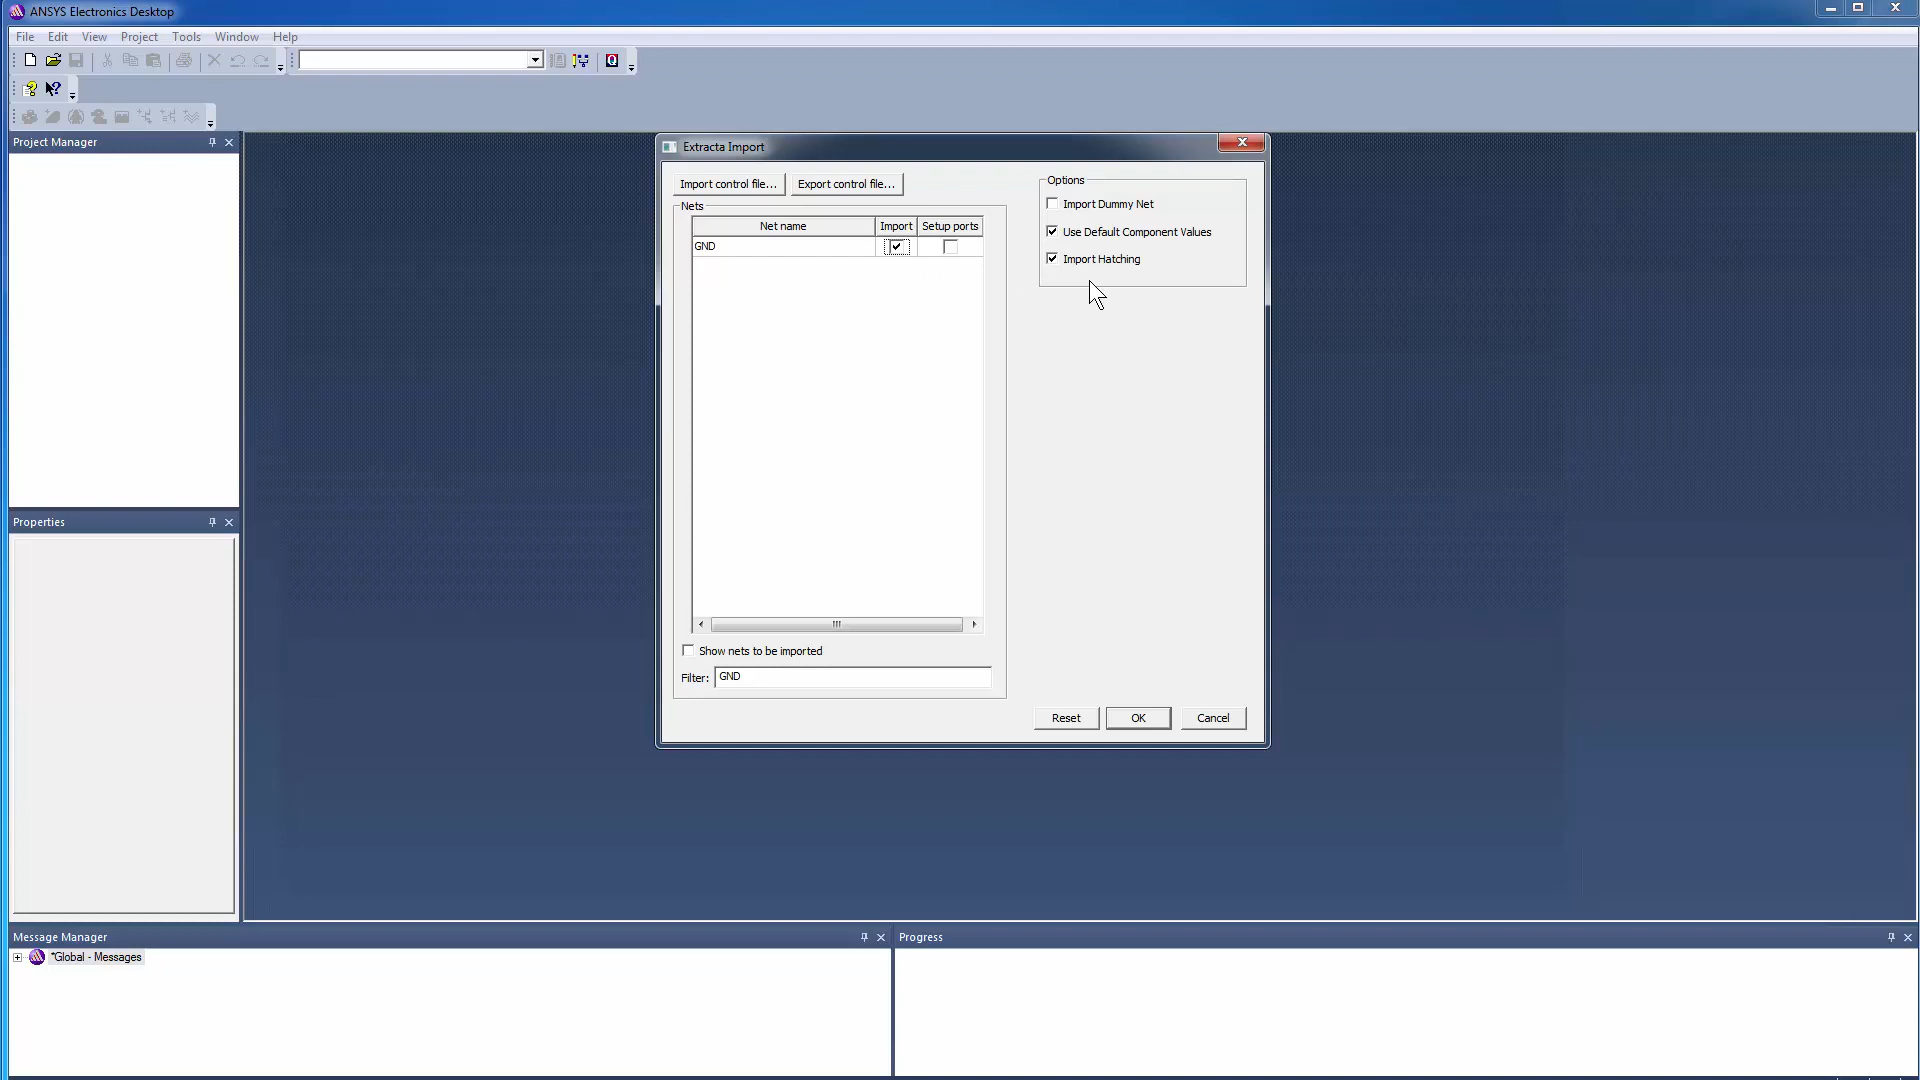 ANSYS Electronics Desktop
File Edit View Project Tools Window Help
Project Manager
Extracta Import
Import control file... Export control file...
Options
Import Dummy Net
Use Default Component Values
Import Hatching
Nets
Net name Import Setup ports
GND
Show nets to be imported
Filter: GND
Reset OK Cancel
Properties
Message Manager
*Global - Messages
Progress